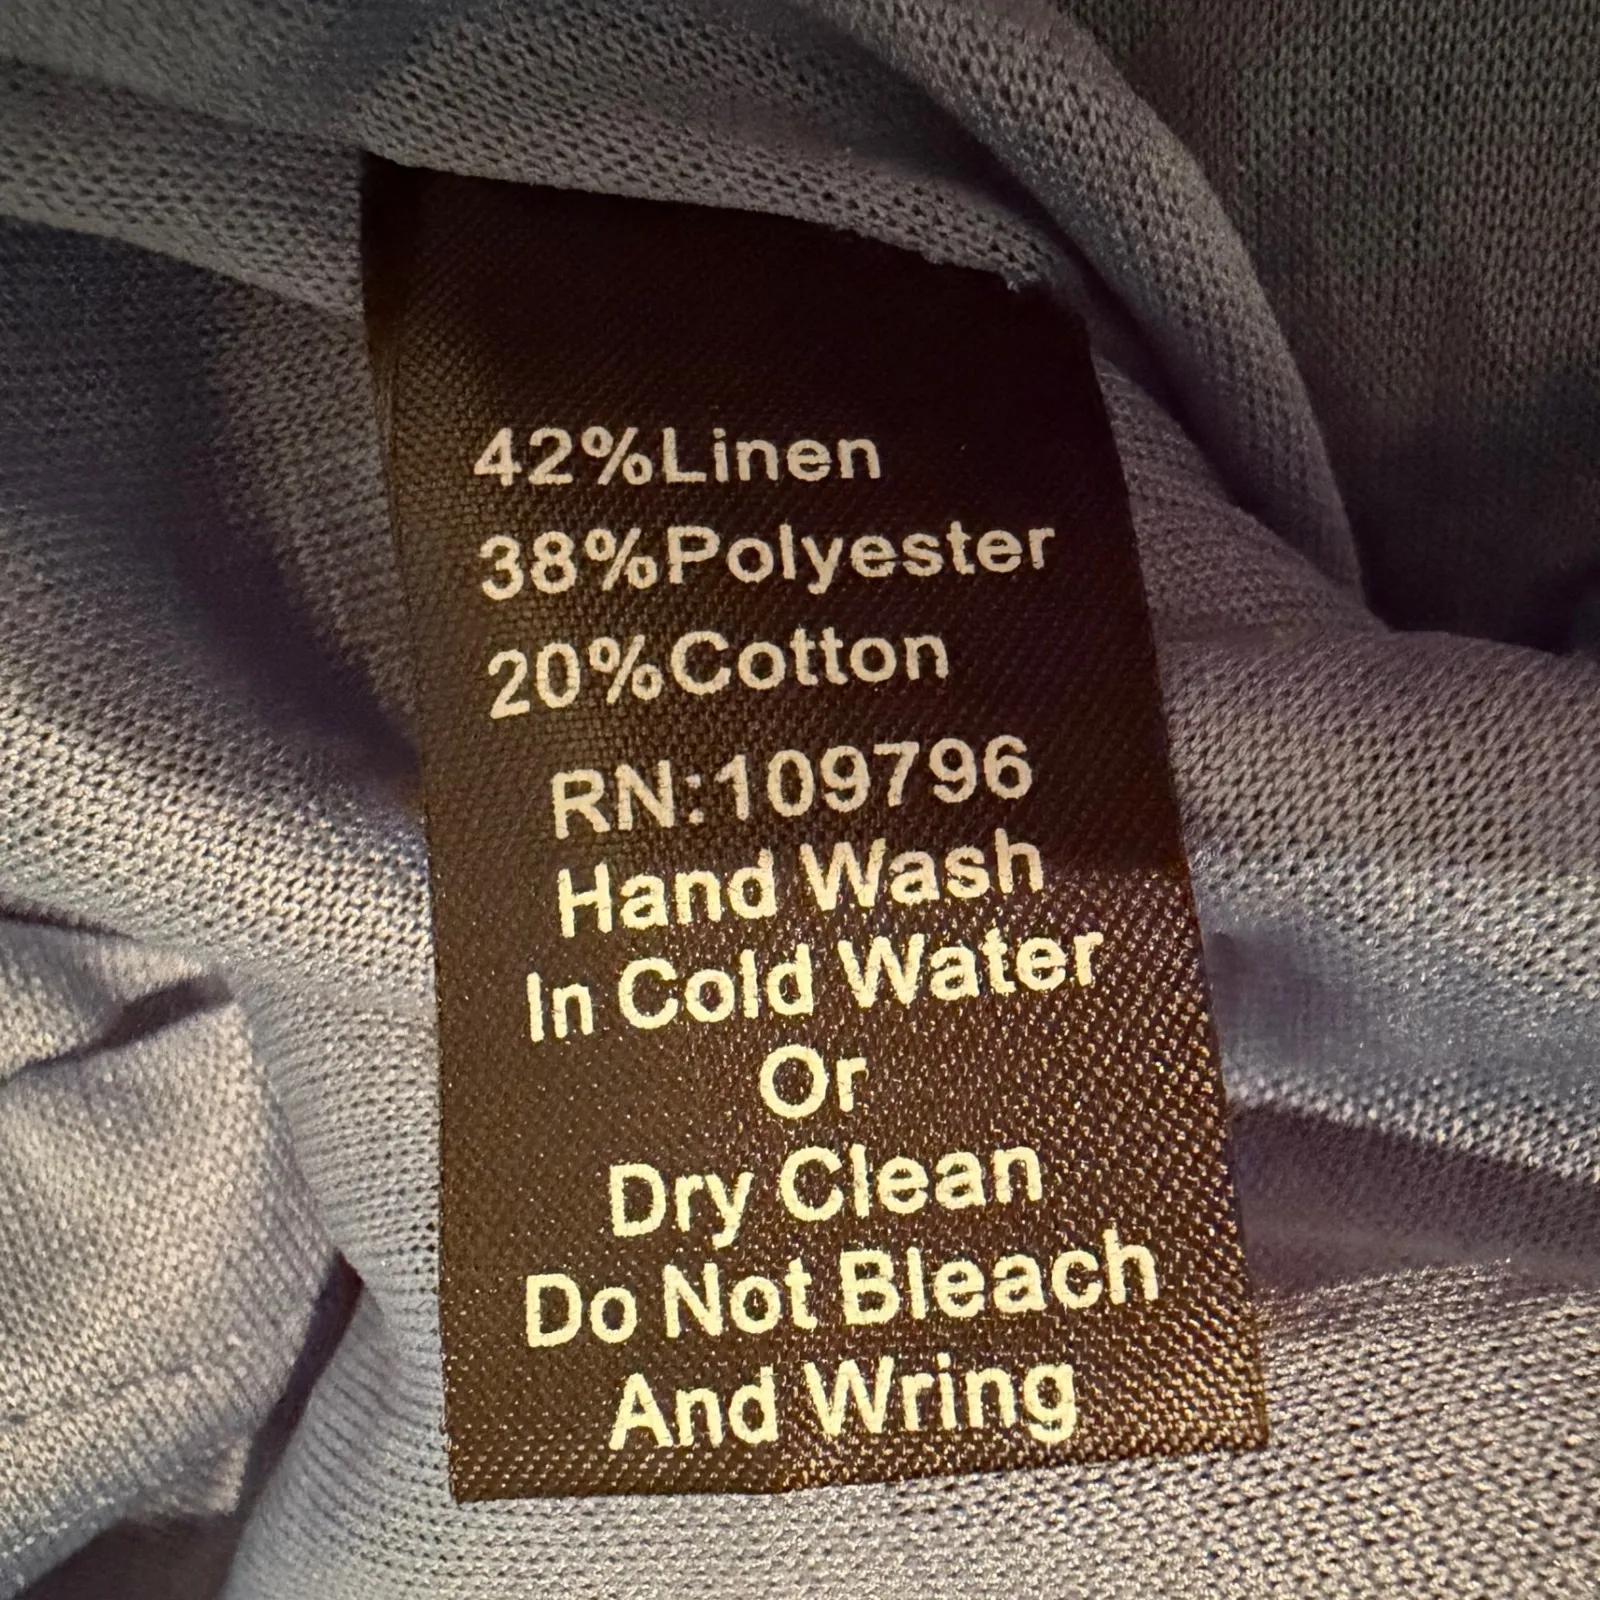 42%Linen
38%Polyester
20%Cotton
RN:109796
Hand Wash
In Cold Water
Or
Dry Clean
Do Not Bleach
And Wring